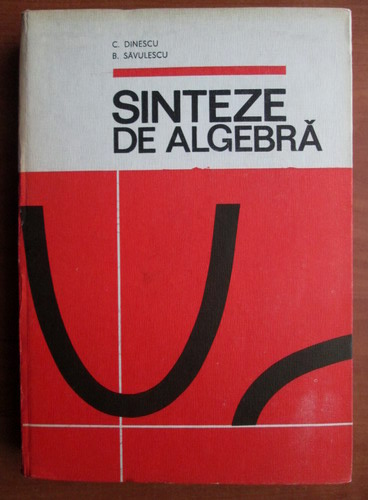 C. DINESCU
B. SĂVULESCU
SINTEZE
DE ALGEBRĂ